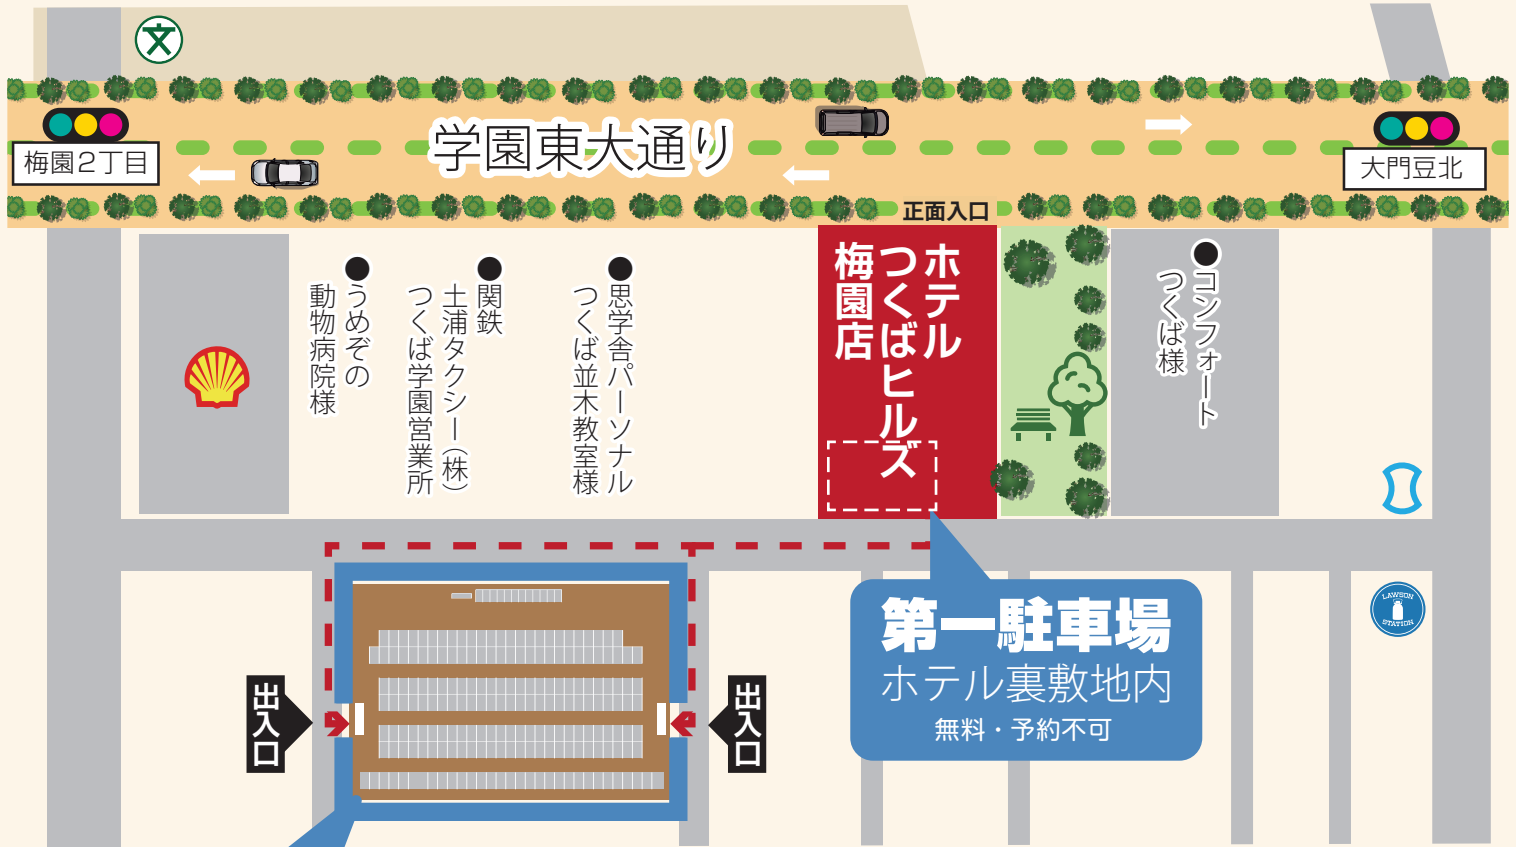 文
学園東大通り
梅園2丁目
大門豆北
正面入口
ホテル
つくばヒルズ
梅園店
うめぞの
動物病院様
関鉄
土浦タクシー(株)
つくば学園営業所
思学舎パーソナル
つくば並木教室様
コンフォート
つくば様
LAWSON
STATION
第一駐車場
ホテル裏敷地内
無料・予約不可
出入口
出入口